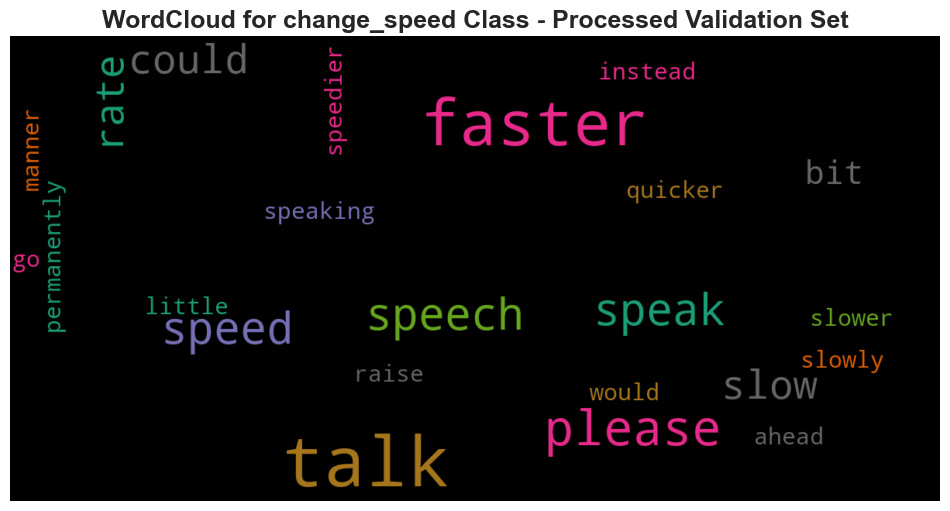 WordCloud for change_speed Class - Processed Validation Set
could
rate
speedier
instead
faster
manner
bit
permanently
quicker
speaking
go
little
speed
speech
speak
slower
slowly
raise
would
slow
please
ahead
talk